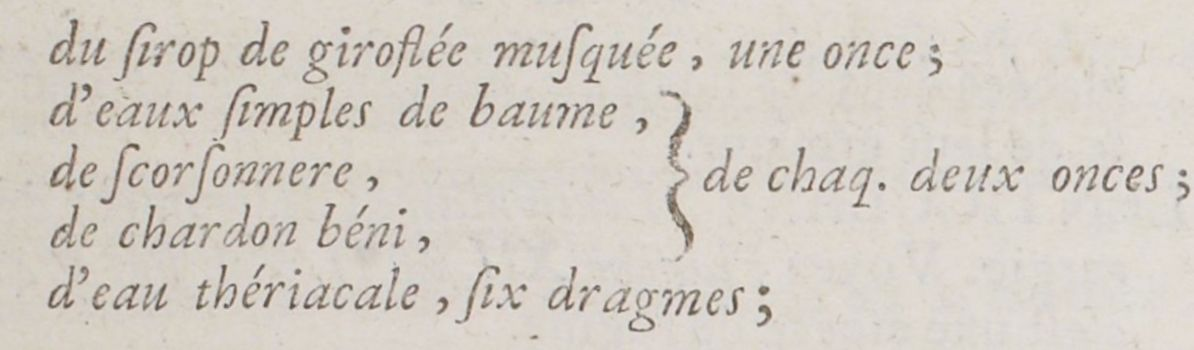 du ſirop de giroflée muſquée, une once;
d'eaux ſimples de baume,
de ſcorſonnere,
de chardon béni,
} de chaq. deux onces;
d'eau thériacale, ſix dragmes;